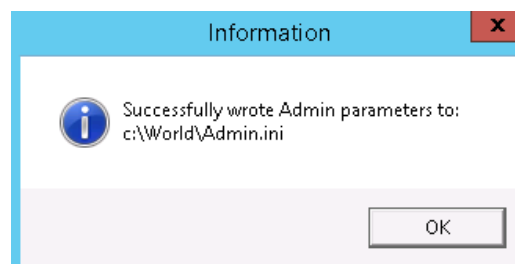 Information
x
Successfully wrote Admin parameters to:
c:\World\Admin.ini
OK